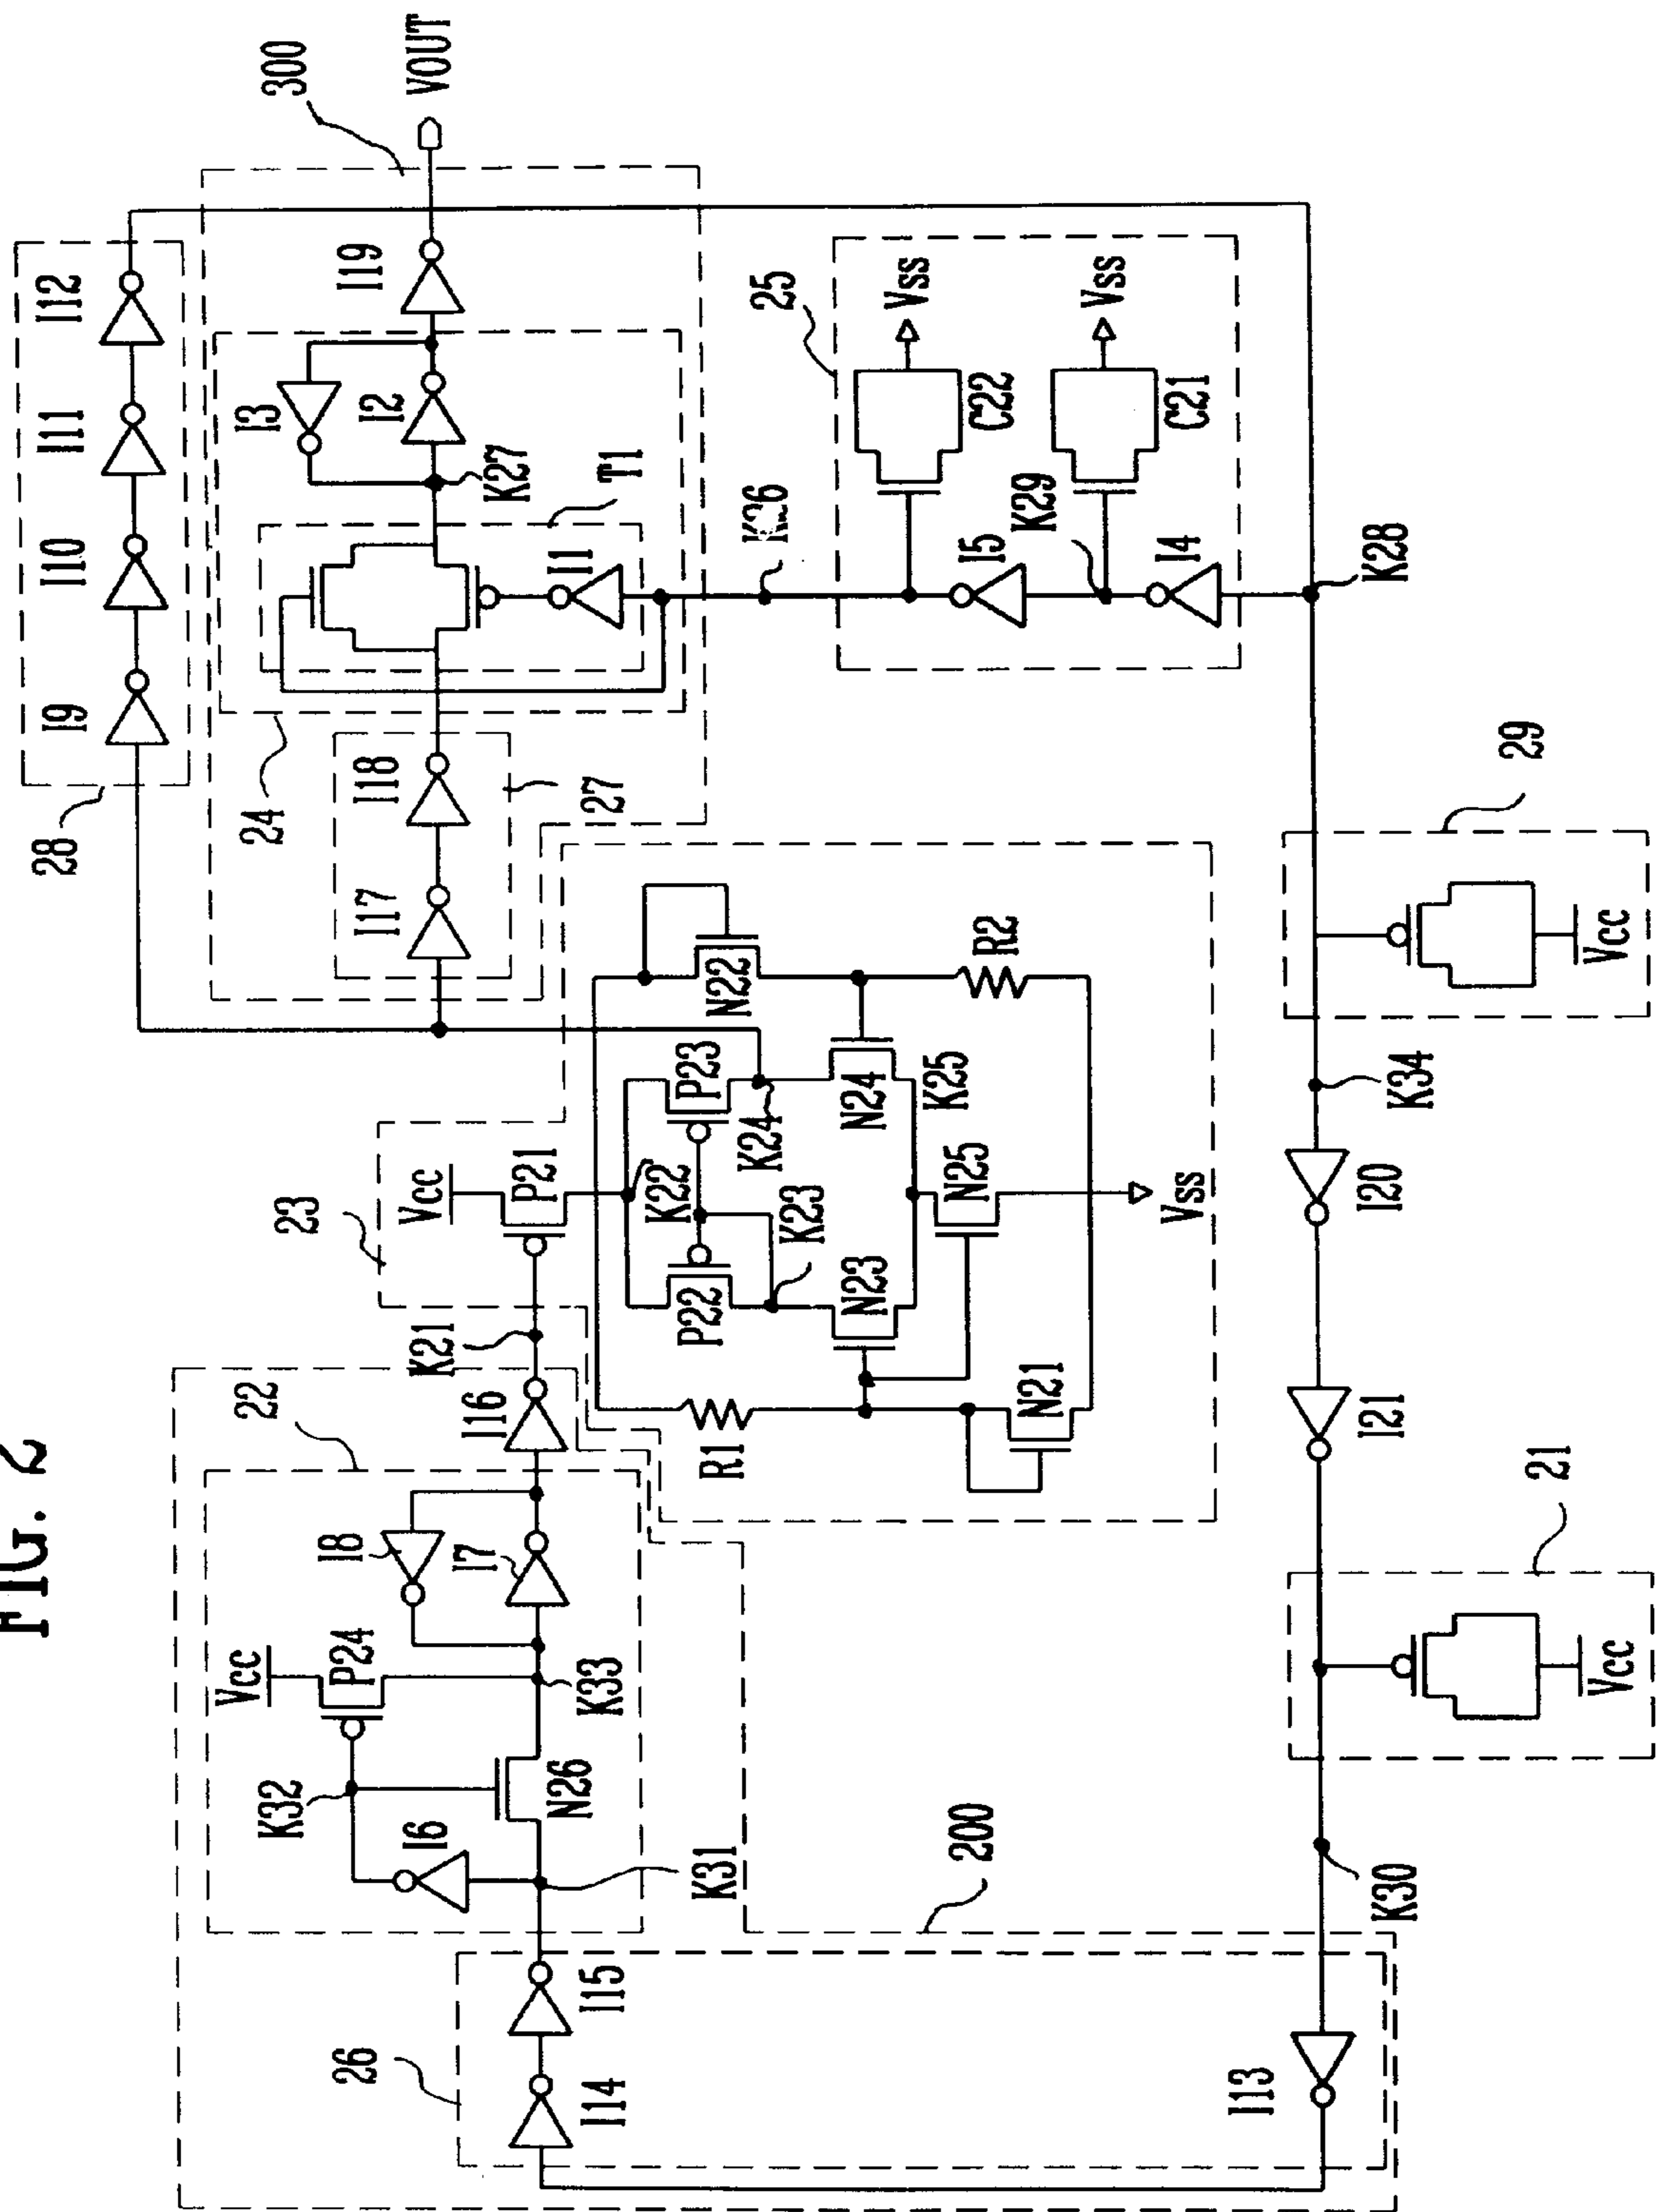 FIG. 2
28
I9
I10
I11
I12
300
VOUT
24
27
I17
I18
T1
I1
K27
I2
I3
I19
K26
25
Vss
C22
I5
K29
Vss
C21
I4
K28
23
Vcc
P21
K22
P22
P23
K23
K24
N22
N23
N24
K25
N25
R1
R2
N21
Vss
22
Vcc
P24
K32
I6
N26
K31
K33
I8
I7
I16
K21
26
I14
I15
I13
200
K30
21
Vcc
I21
I20
K34
29
Vcc